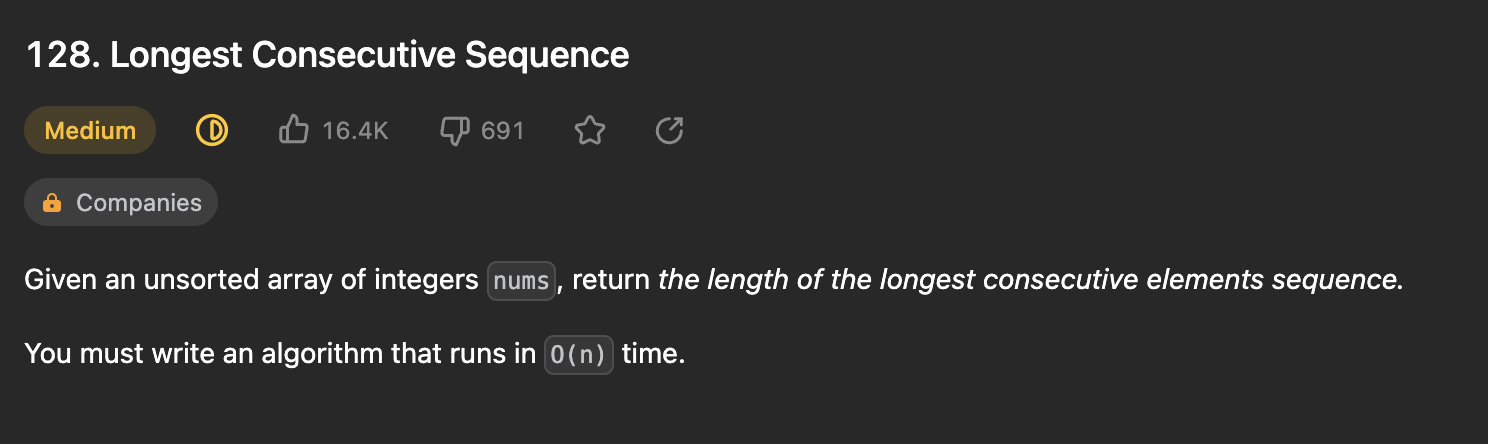 128. Longest Consecutive Sequence
Medium 16.4K 691
Companies
Given an unsorted array of integers nums, return the length of the longest consecutive elements sequence.
You must write an algorithm that runs in O(n) time.